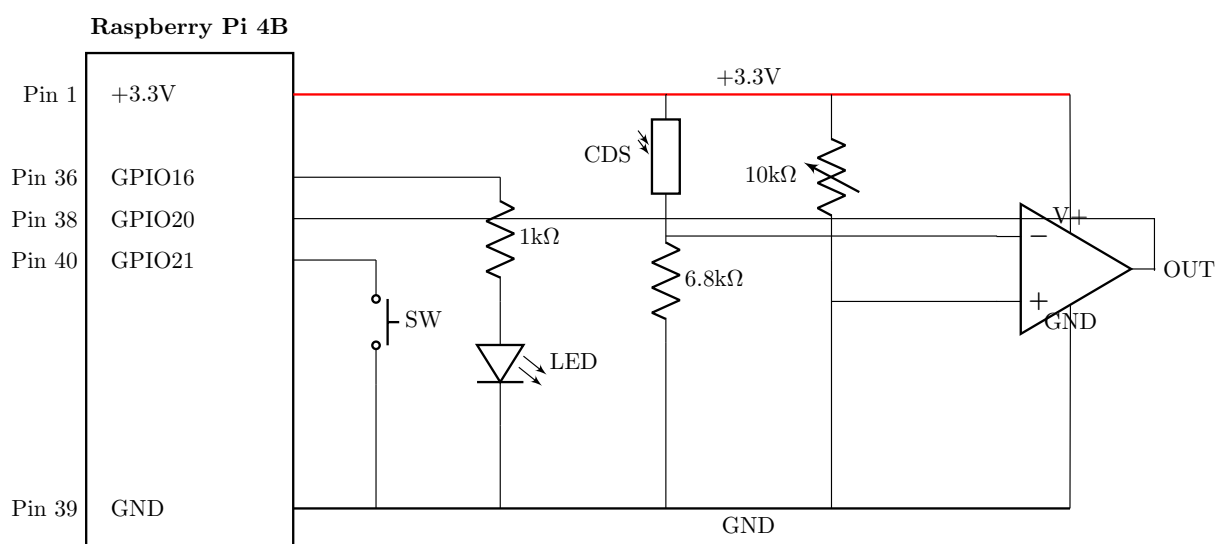 Raspberry Pi 4B
Pin 1 +3.3V
+3.3V
CDS
10kΩ
Pin 36 GPIO16
Pin 38 GPIO20
V+
1kΩ
−
Pin 40 GPIO21
OUT
6.8kΩ
+
SW
GND
LED
Pin 39 GND
GND